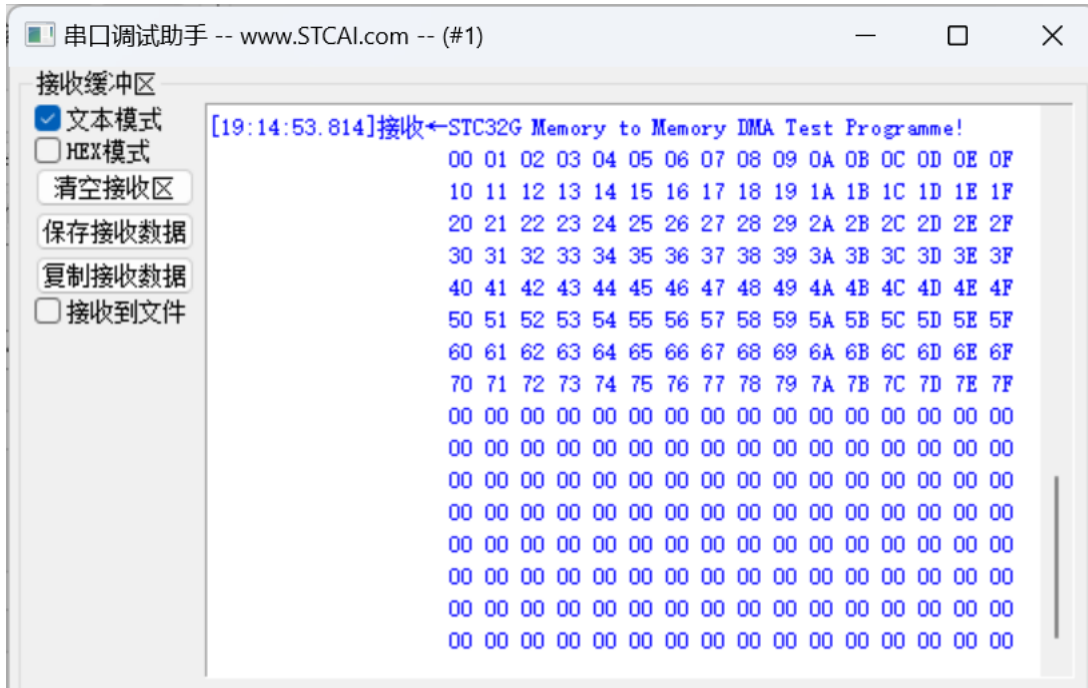 串口调试助手 -- www.STCAI.com -- (#1)
接收缓冲区
文本模式
HEX模式
清空接收区
保存接收数据
复制接收数据
接收到文件
[19:14:53.814]接收←STC32G Memory to Memory DMA Test Programme!
00 01 02 03 04 05 06 07 08 09 0A 0B 0C 0D 0E 0F
10 11 12 13 14 15 16 17 18 19 1A 1B 1C 1D 1E 1F
20 21 22 23 24 25 26 27 28 29 2A 2B 2C 2D 2E 2F
30 31 32 33 34 35 36 37 38 39 3A 3B 3C 3D 3E 3F
40 41 42 43 44 45 46 47 48 49 4A 4B 4C 4D 4E 4F
50 51 52 53 54 55 56 57 58 59 5A 5B 5C 5D 5E 5F
60 61 62 63 64 65 66 67 68 69 6A 6B 6C 6D 6E 6F
70 71 72 73 74 75 76 77 78 79 7A 7B 7C 7D 7E 7F
00 00 00 00 00 00 00 00 00 00 00 00 00 00 00 00
00 00 00 00 00 00 00 00 00 00 00 00 00 00 00 00
00 00 00 00 00 00 00 00 00 00 00 00 00 00 00 00
00 00 00 00 00 00 00 00 00 00 00 00 00 00 00 00
00 00 00 00 00 00 00 00 00 00 00 00 00 00 00 00
00 00 00 00 00 00 00 00 00 00 00 00 00 00 00 00
00 00 00 00 00 00 00 00 00 00 00 00 00 00 00 00
00 00 00 00 00 00 00 00 00 00 00 00 00 00 00 00